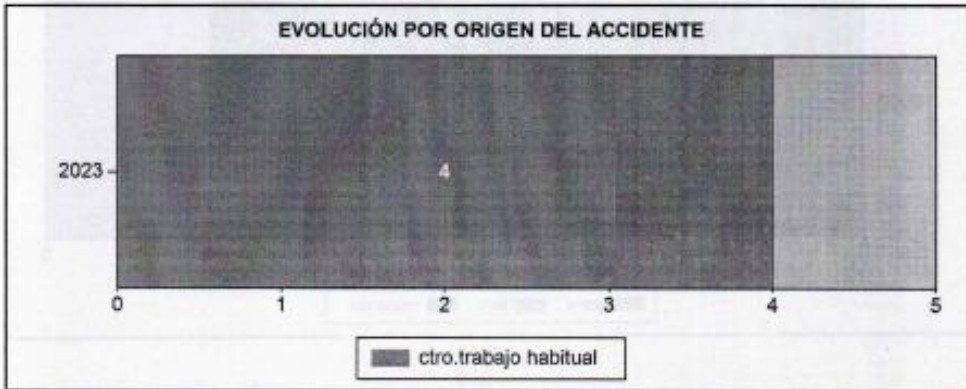 EVOLUCIÓN POR ORIGEN DEL ACCIDENTE
2023
4
0 1 2 3 4 5
ctro.trabajo habitual